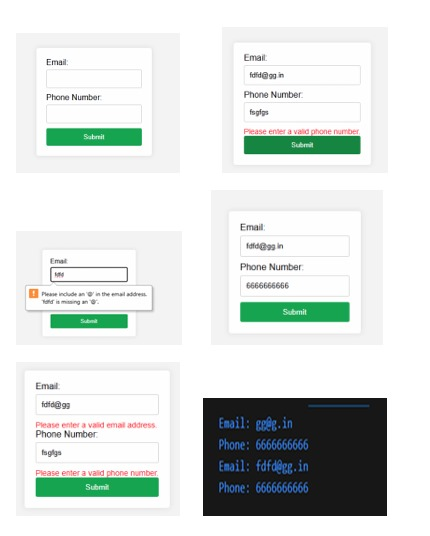 Email:
Phone Number:
Submit
Email:
fdfd@gg.in
Phone Number:
fsgfgs
Please enter a valid phone number.
Submit
Email:
fdfd
! Please include an '@' in the email address.
'fdfd' is missing an '@'.
Submit
Email:
fdfd@gg.in
Phone Number:
6666666666
Submit
Email:
fdfd@gg
Please enter a valid email address.
Phone Number:
fsgfgs
Please enter a valid phone number.
Submit
Email: gg@g.in
Phone: 6666666666
Email: fdfd@gg.in
Phone: 6666666666